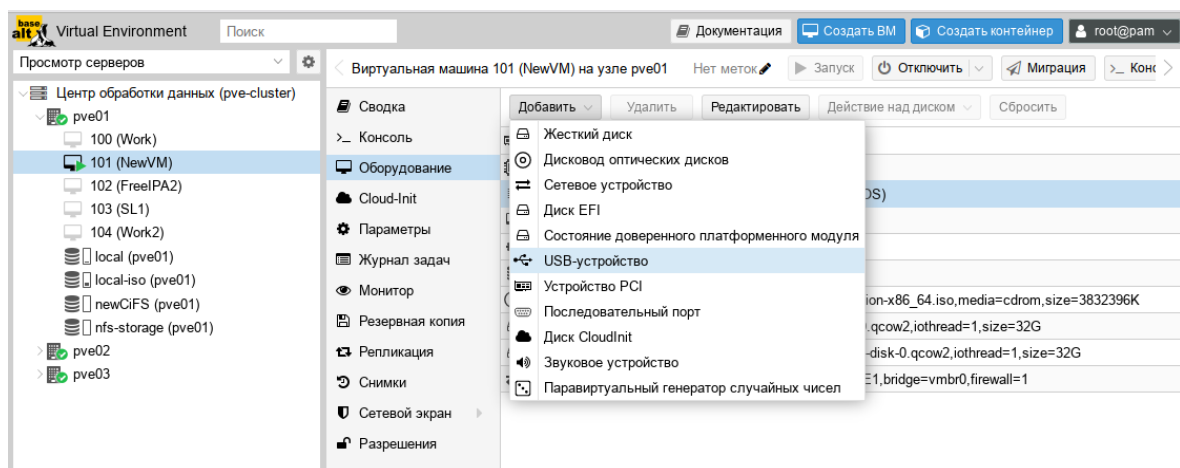 base
alt Virtual Environment Поиск Документация Создать ВМ Создать контейнер root@pam
Просмотр серверов
Виртуальная машина 101 (NewVM) на узле pve01 Нет меток Запуск Отключить Миграция >_
Центр обработки данных (pve-cluster)
pve01
100 (Work)
101 (NewVM)
102 (FreeIPA2)
103 (SL1)
104 (Work2)
local (pve01)
local-iso (pve01)
newCiFS (pve01)
nfs-storage (pve01)
pve02
pve03
Сводка
>_ Консоль
Оборудование
Cloud-Init
Параметры
Журнал задач
Монитор
Резервная копия
Репликация
Снимки
Сетевой экран
Разрешения
Добавить Удалить Редактировать Действие над диском Сбросить
Жесткий диск
Дисковод оптических дисков
Сетевое устройство
Диск EFI
Состояние доверенного платформенного модуля
USB-устройство
Устройство PCI
Последовательный порт
Диск CloudInit
Звуковое устройство
Паравиртуальный генератор случайных чисел
ion-x86_64.iso,media=cdrom,size=3832396K
.qcow2,iothread=1,size=32G
-disk-0.qcow2,iothread=1,size=32G
E1,bridge=vmbr0,firewall=1